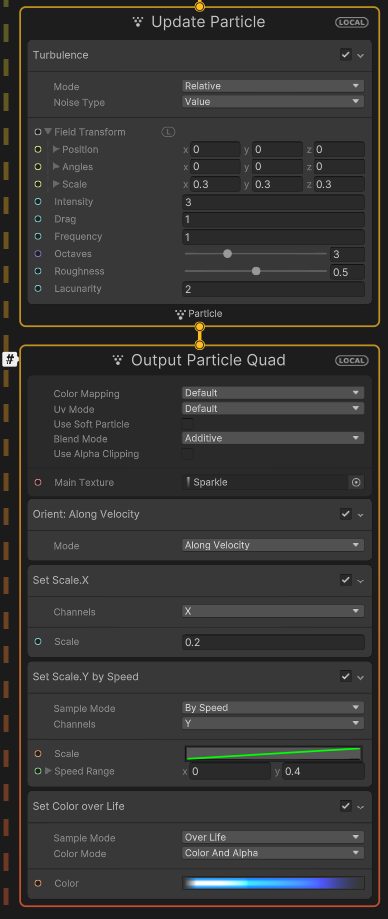 Update Particle LOCAL
Turbulence
Mode Relative
Noise Type Value
Field Transform L
Position x 0 y 0 z 0
Angles x 0 y 0 z 0
Scale x 0.3 y 0.3 z 0.3
Intensity 3
Drag 1
Frequency 1
Octaves 3
Roughness 0.5
Lacunarity 2
Particle
# Output Particle Quad LOCAL
Color Mapping Default
Uv Mode Default
Use Soft Particle
Blend Mode Additive
Use Alpha Clipping
Main Texture Sparkle
Orient: Along Velocity
Mode Along Velocity
Set Scale.X
Channels X
Scale 0.2
Set Scale.Y by Speed
Sample Mode By Speed
Channels Y
Scale
Speed Range x 0 y 0.4
Set Color over Life
Sample Mode Over Life
Color Mode Color And Alpha
Color